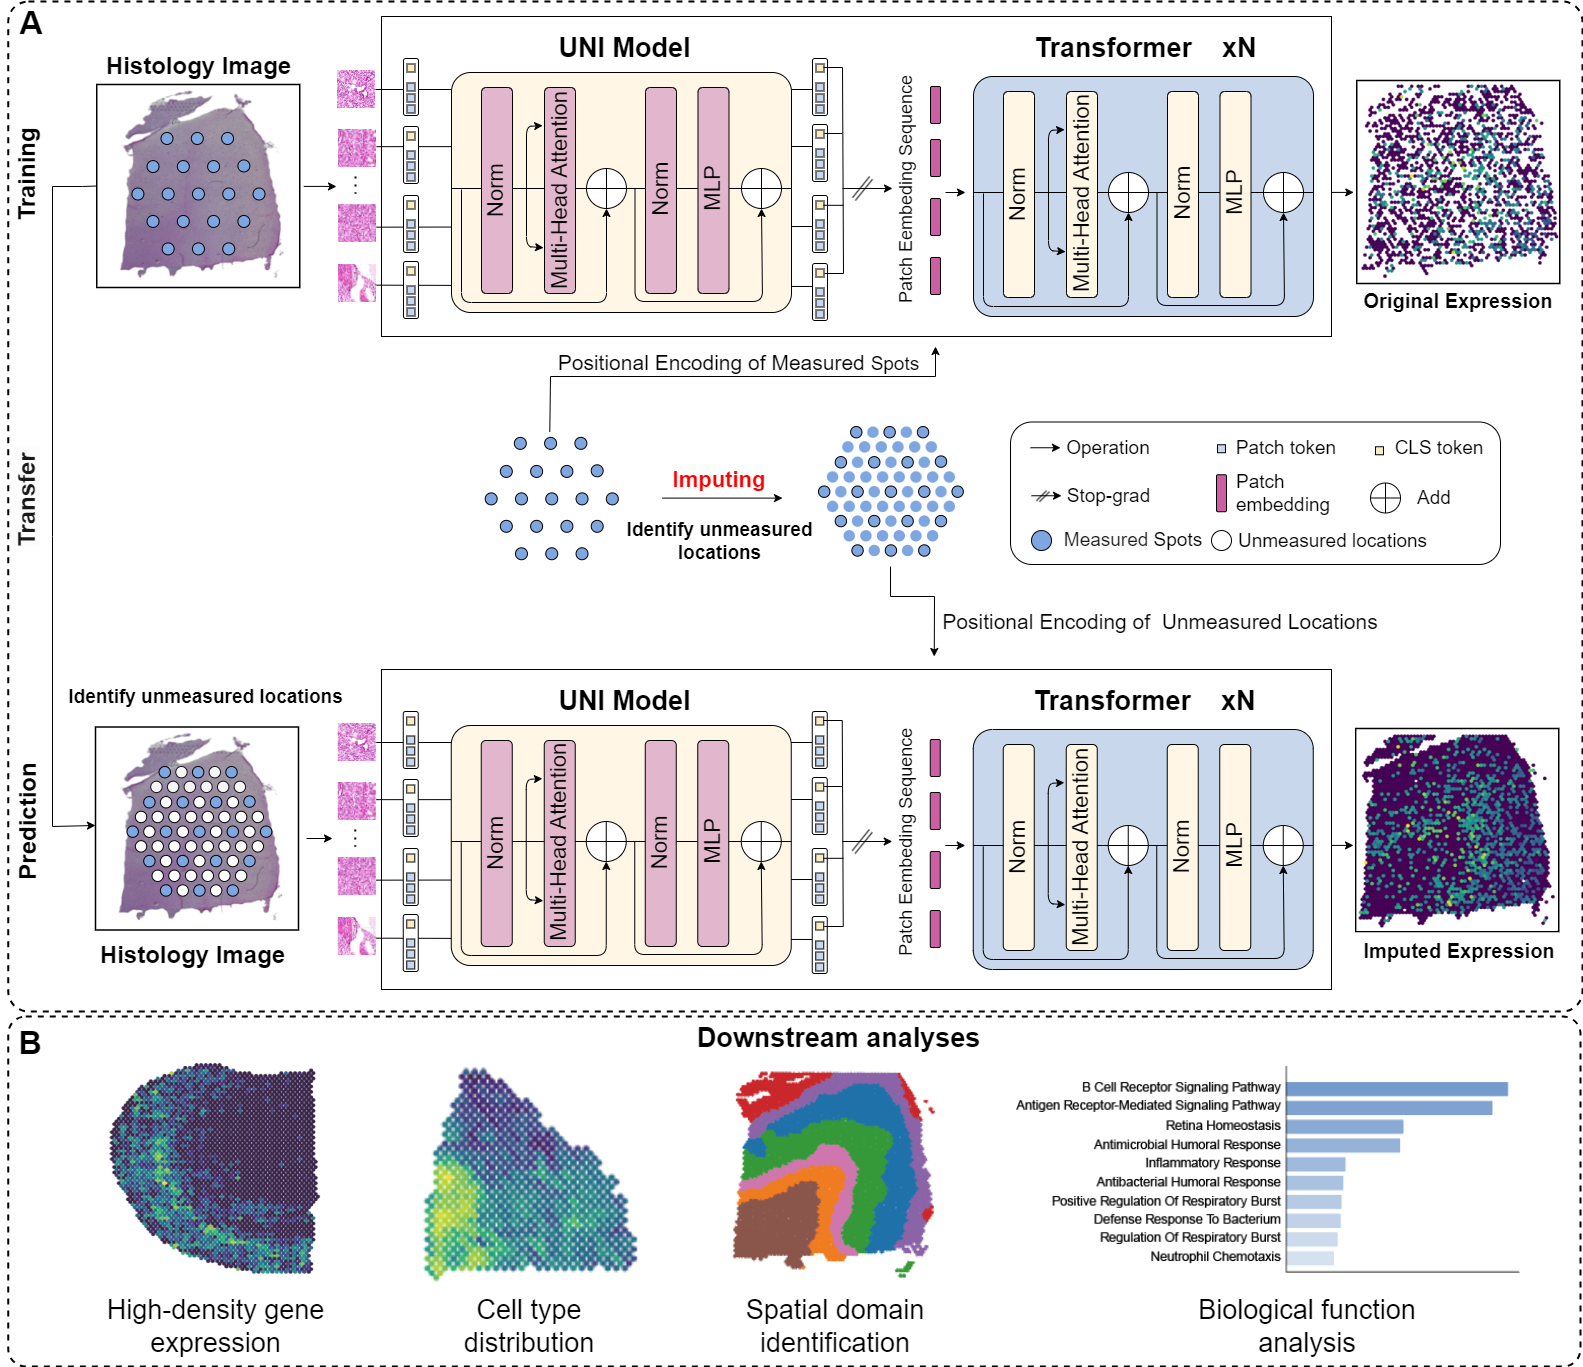 A
Training
Histology Image
UNI Model
Transformer xN
Norm
Multi-Head Attention
Norm
MLP
Patch Eembeding Sequence
Norm
Multi-Head Attention
Norm
MLP
Original Expression
Positional Encoding of Measured Spots
Transfer
Imputing
Identify unmeasured
locations
Operation
Patch token
CLS token
Stop-grad
Patch
embedding
Add
Measured Spots
Unmeasured locations
Positional Encoding of Unmeasured Locations
Prediction
Identify unmeasured locations
Histology Image
UNI Model
Transformer xN
Norm
Multi-Head Attention
Norm
MLP
Patch Eembeding Sequence
Norm
Multi-Head Attention
Norm
MLP
Imputed Expression
B
Downstream analyses
High-density gene
expression
Cell type
distribution
Spatial domain
identification
B Cell Receptor Signaling Pathway
Antigen Receptor-Mediated Signaling Pathway
Retina Homeostasis
Antimicrobial Humoral Response
Inflammatory Response
Antibacterial Humoral Response
Positive Regulation Of Respiratory Burst
Defense Response To Bacterium
Regulation Of Respiratory Burst
Neutrophil Chemotaxis
Biological function
analysis